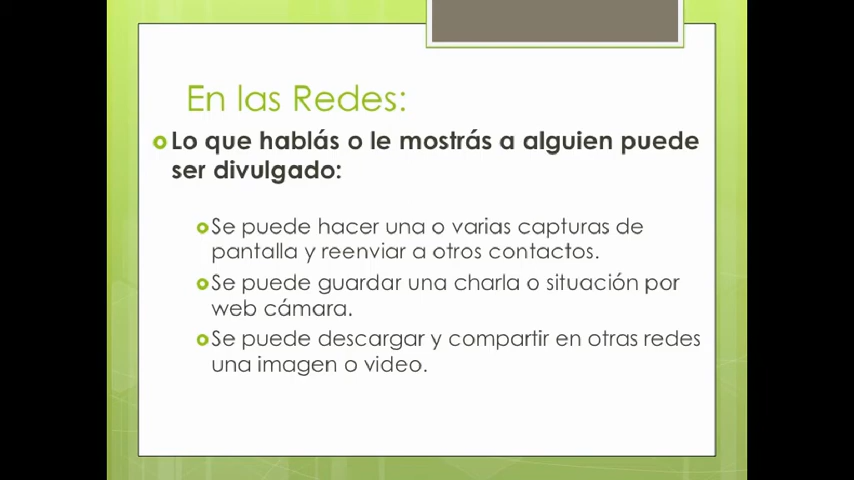 En las Redes:
Lo que hablás o le mostrás a alguien puede
ser divulgado:
Se puede hacer una o varias capturas de
pantalla y reenviar a otros contactos.
Se puede guardar una charla o situación por
web cámara.
Se puede descargar y compartir en otras redes
una imagen o video.